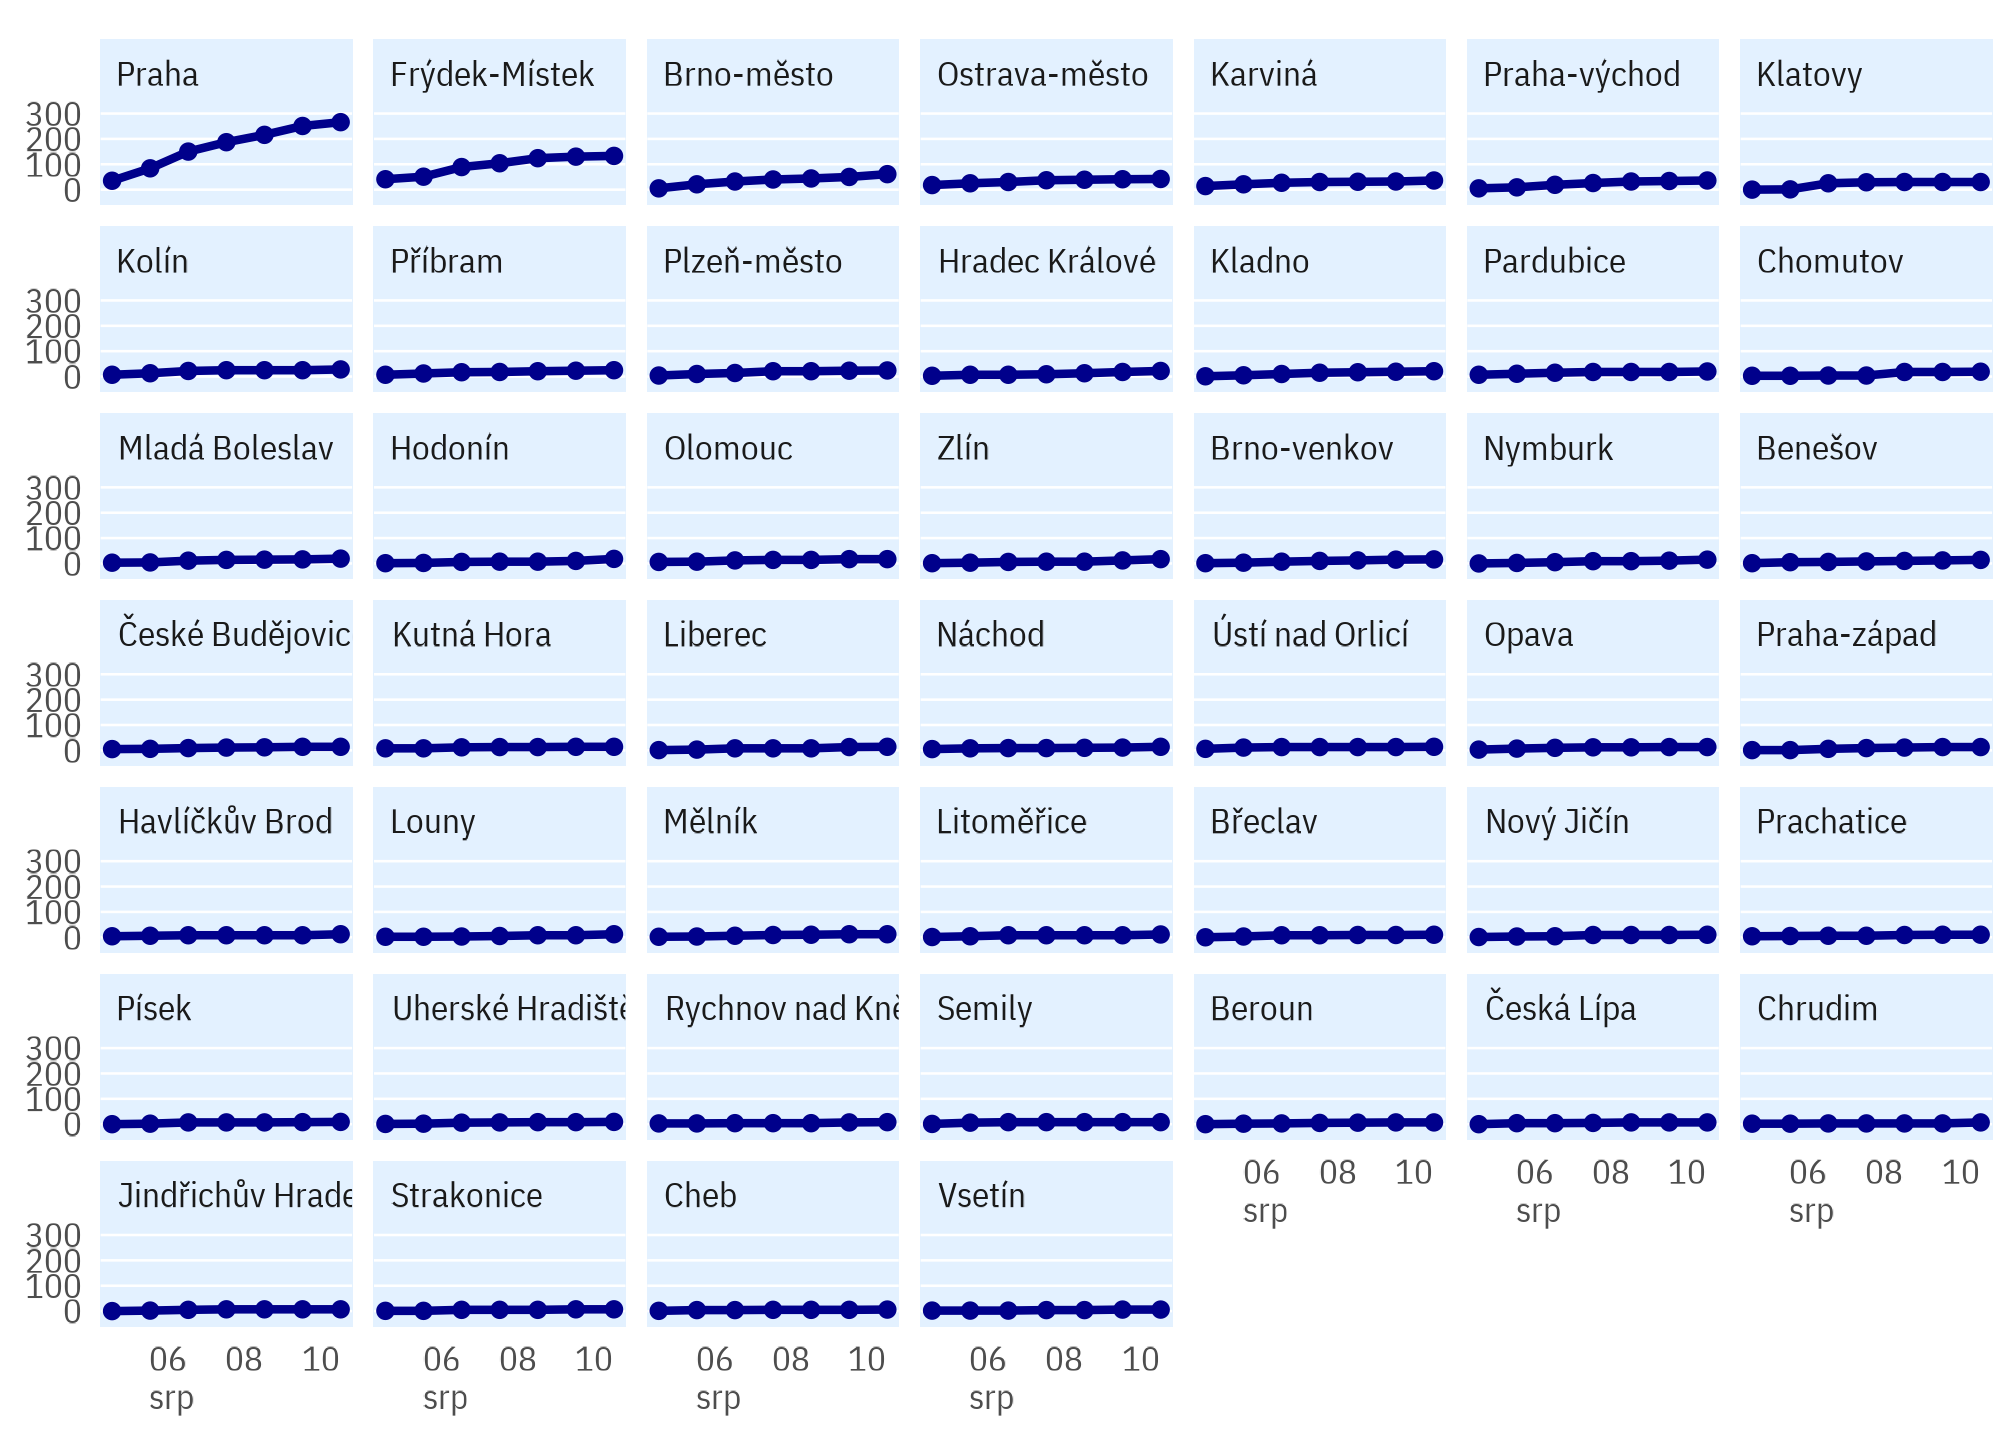 Praha Frýdek-Místek Brno-město Ostrava-město Karviná Praha-východ Klatovy
300
200
100
0
Kolín Příbram Plzeň-město Hradec Králové Kladno Pardubice Chomutov
300
200
100
0
Mladá Boleslav Hodonín Olomouc Zlín Brno-venkov Nymburk Benešov
300
200
100
0
České Budějovic Kutná Hora Liberec Náchod Ústí nad Orlicí Opava Praha-západ
300
200
100
0
Havlíčkův Brod Louny Mělník Litoměřice Břeclav Nový Jičín Prachatice
300
200
100
0
Písek Uherské Hradiště Rychnov nad Kně Semily Beroun Česká Lípa Chrudim
300
200
100
0
06 08 10 06 08 10 06 08 10
srp srp srp
Jindřichův Hrade Strakonice Cheb Vsetín
300
200
100
0
06 08 10 06 08 10 06 08 10 06 08 10
srp srp srp srp